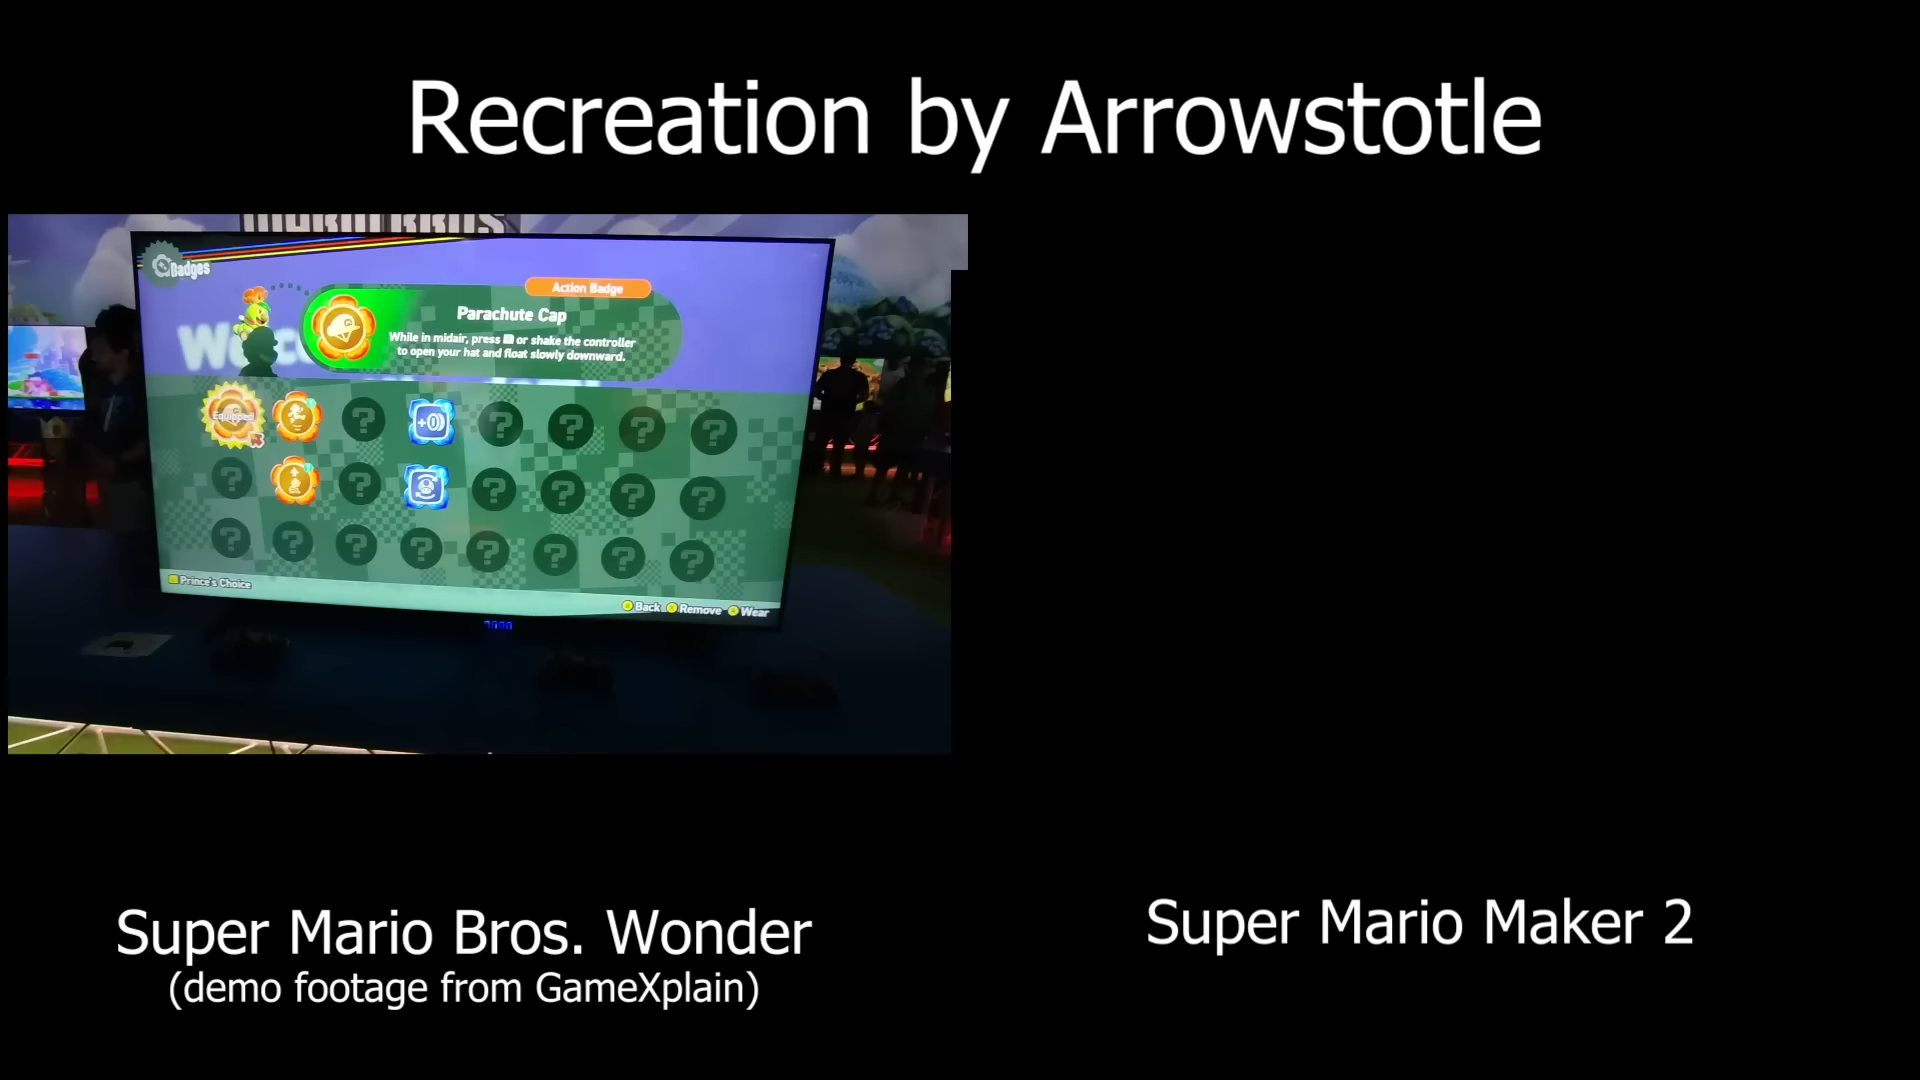 Recreation by Arrowstotle
Badges
Action Badge
Parachute Cap
While in midair, press R or shake the controller
to open your hat and float slowly downward.
Equipped!
+0
Prince's Choice
Back Remove Wear
Super Mario Bros. Wonder
(demo footage from GameXplain)
Super Mario Maker 2